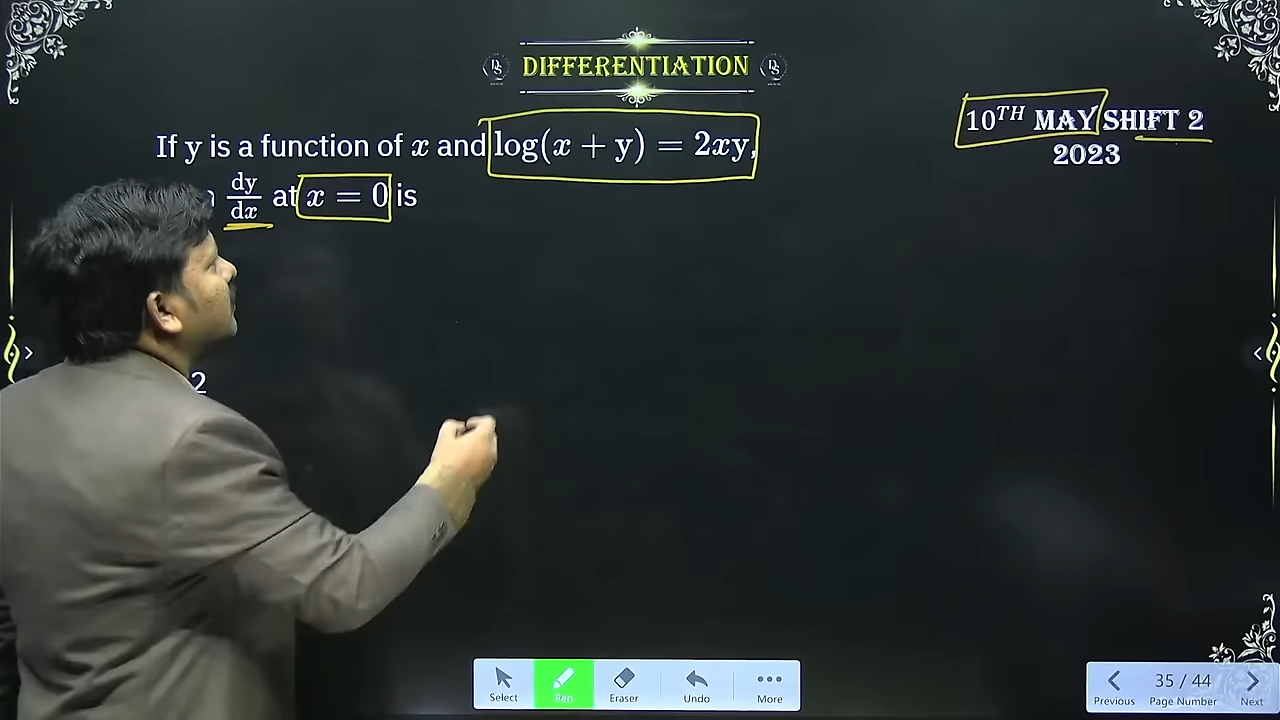 DIFFERENTIATION
10TH MAY SHIFT 2
2023
If y is a function of x and log(x + y) = 2xy,
dy/dx at x = 0 is
2
Select
Pen
Eraser
Undo
More
Previous
35 / 44
Page Number
Next